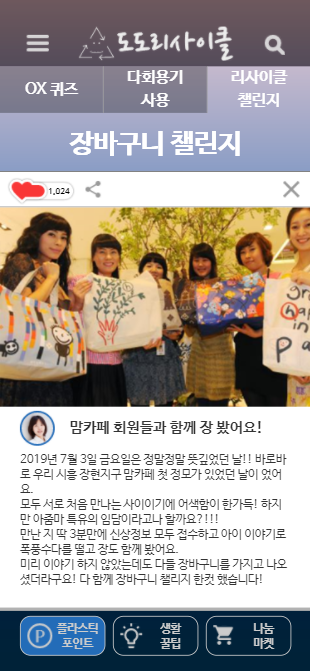 도도리사이클
OX 퀴즈
다회용기
사용
리사이클
챌린지
장바구니 챌린지
1,024
맘카페 회원들과 함께 장 봤어요!
2019년 7월 3일 금요일은 정말정말 뜻깊었던 날!! 바로바
로 우리 시흥 장현지구 맘카페 첫 정모가 있었던 날이 었어
요.
모두 서로 처음 만나는 사이이기에 어색함이 한가득! 하지
만 아줌마 특유의 입담이라고나 할까요?!!!
만난 지 딱 3분만에 신상정보 모두 접수하고 아이 이야기로
폭풍수다를 떨고 장도 함께 봤어요.
미리 이야기 하지 않았는데도 다들 장바구니를 가지고 나오
셨더라구요! 다 함께 장바구니 챌리지 한컷 했습니다!
P
플라스틱
포인트
생활
꿀팁
나눔
마켓